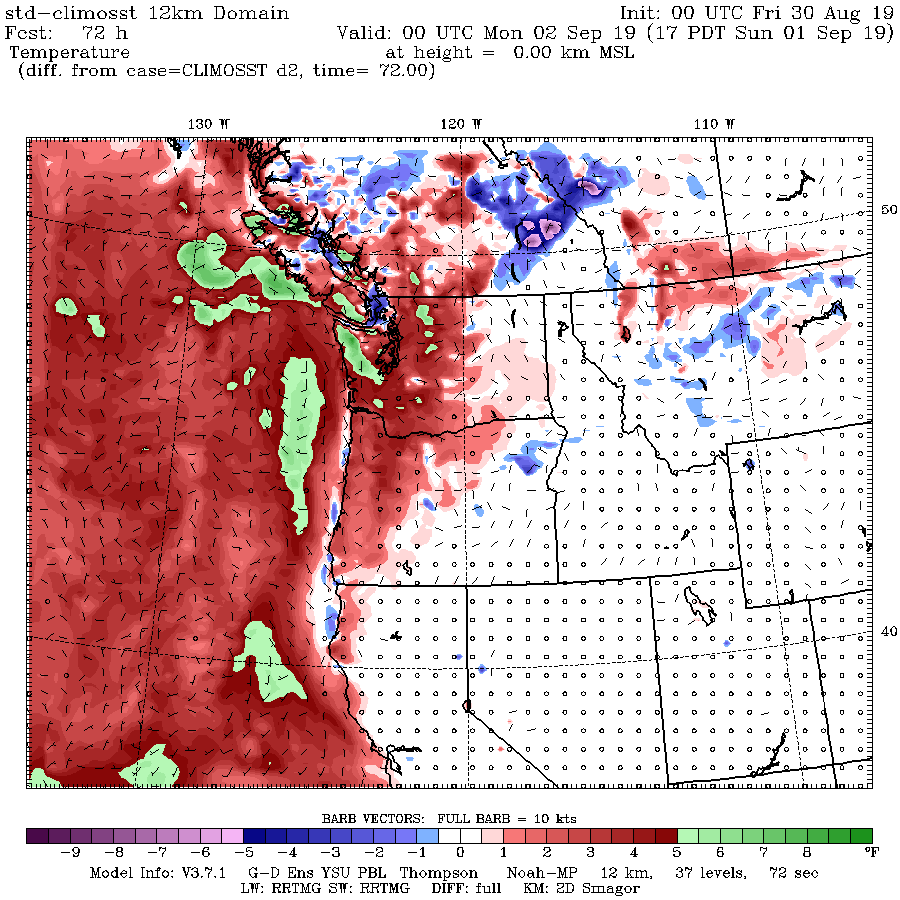 std-climosst 12km Domain Init: 00 UTC Fri 30 Aug 19
Fcst: 72 h Valid: 00 UTC Mon 02 Sep 19 (17 PDT Sun 01 Sep 19)
Temperature at height = 0.00 km MSL
(diff. from case=CLIMOSST d2, time= 72.00)
130 W 120 W 110 W
50
40
BARB VECTORS: FULL BARB = 10 kts
-9 -8 -7 -6 -5 -4 -3 -2 -1 0 1 2 3 4 5 6 7 8 °F
Model Info: V3.7.1 G-D Ens YSU PBL Thompson Noah-MP 12 km, 37 levels, 72 sec
LW: RRTMG SW: RRTMG DIFF: full KM: 2D Smagor